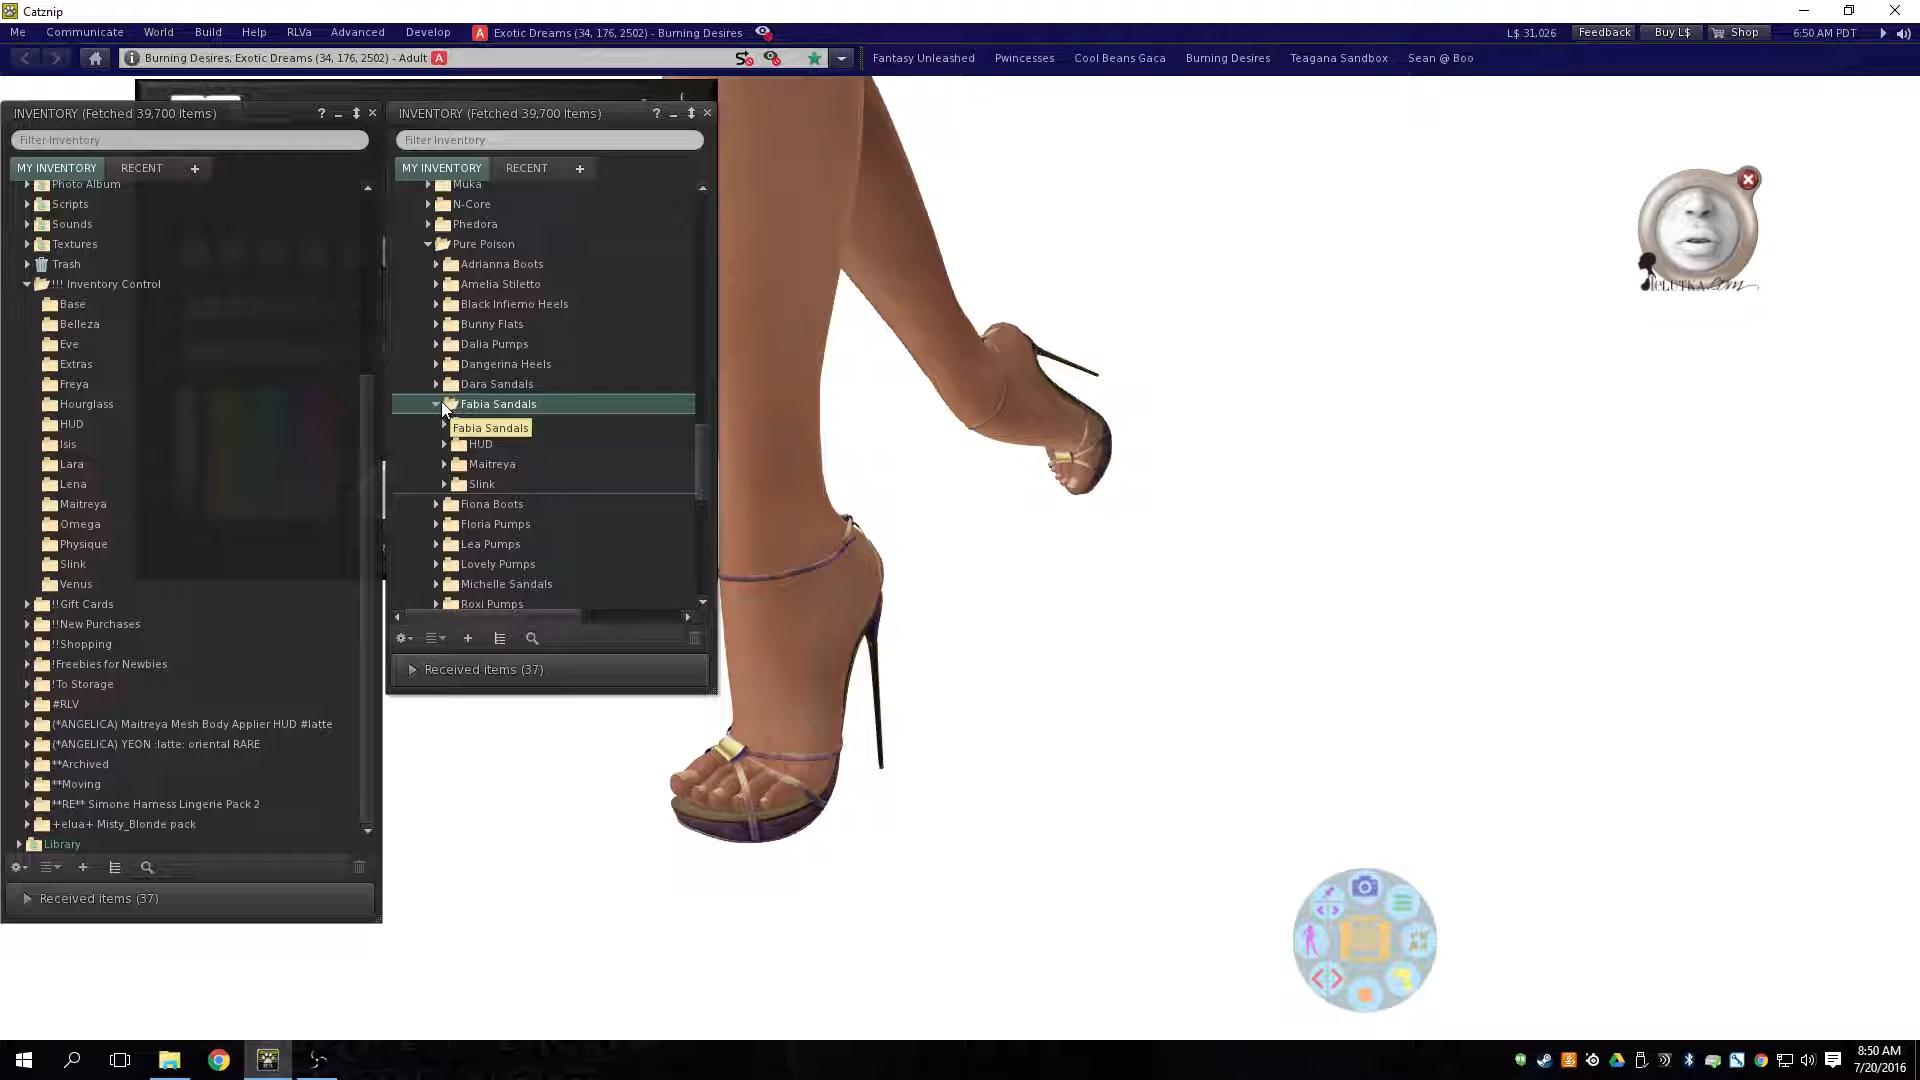 Catznip
Me Communicate World Build Help RLVa Advanced Develop A Exotic Dreams (34, 176, 2502) - Burning Desires L$ 31,026 Feedback Buy L$ Shop 6:50 AM PDT
Burning Desires, Exotic Dreams (34, 176, 2502) - Adult A Fantasy Unleashed Pwincesses Cool Beans Gaca Burning Desires Teagana Sandbox Sean @ Boo
INVENTORY (Fetched 39,700 Items) ?
Filter Inventory
MY INVENTORY RECENT +
Photo Album
Scripts
Sounds
Textures
Trash
!!! Inventory Control
Base
Belleza
Eve
Extras
Freya
Hourglass
HUD
Isis
Lara
Lena
Maitreya
Omega
Physique
Slink
Venus
!!Gift Cards
!!New Purchases
!!Shopping
!Freebies for Newbies
!To Storage
#RLV
(*ANGELICA) Maitreya Mesh Body Applier HUD #latte
(*ANGELICA) YEON :latte: oriental RARE
**Archived
**Moving
**RE** Simone Harness Lingerie Pack 2
+elua+ Misty_Blonde pack
Library
Received items (37)
INVENTORY (Fetched 39,700 Items) ?
Filter Inventory
MY INVENTORY RECENT +
Muka
N-Core
Phedora
Pure Poison
Adrianna Boots
Amelia Stiletto
Black Infierno Heels
Bunny Flats
Dalia Pumps
Dangerina Heels
Dara Sandals
Fabia Sandals
Fabia Sandals
HUD
Maitreya
Slink
Fiona Boots
Floria Pumps
Lea Pumps
Lovely Pumps
Michelle Sandals
Roxi Pumps
Received items (37)
LELUTKA.com
8:50 AM
7/20/2016